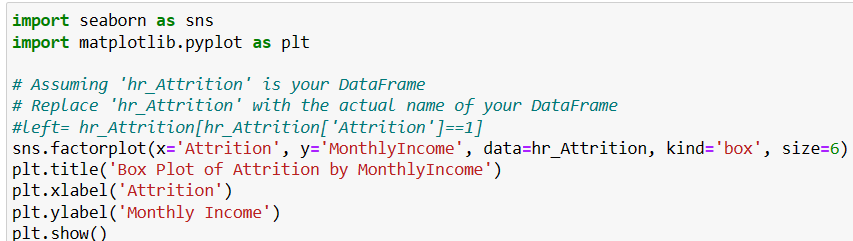 import seaborn as sns
import matplotlib.pyplot as plt

# Assuming 'hr_Attrition' is your DataFrame
# Replace 'hr_Attrition' with the actual name of your DataFrame
#left= hr_Attrition[hr_Attrition['Attrition']==1]
sns.factorplot(x='Attrition', y='MonthlyIncome', data=hr_Attrition, kind='box', size=6)
plt.title('Box Plot of Attrition by MonthlyIncome')
plt.xlabel('Attrition')
plt.ylabel('Monthly Income')
plt.show()